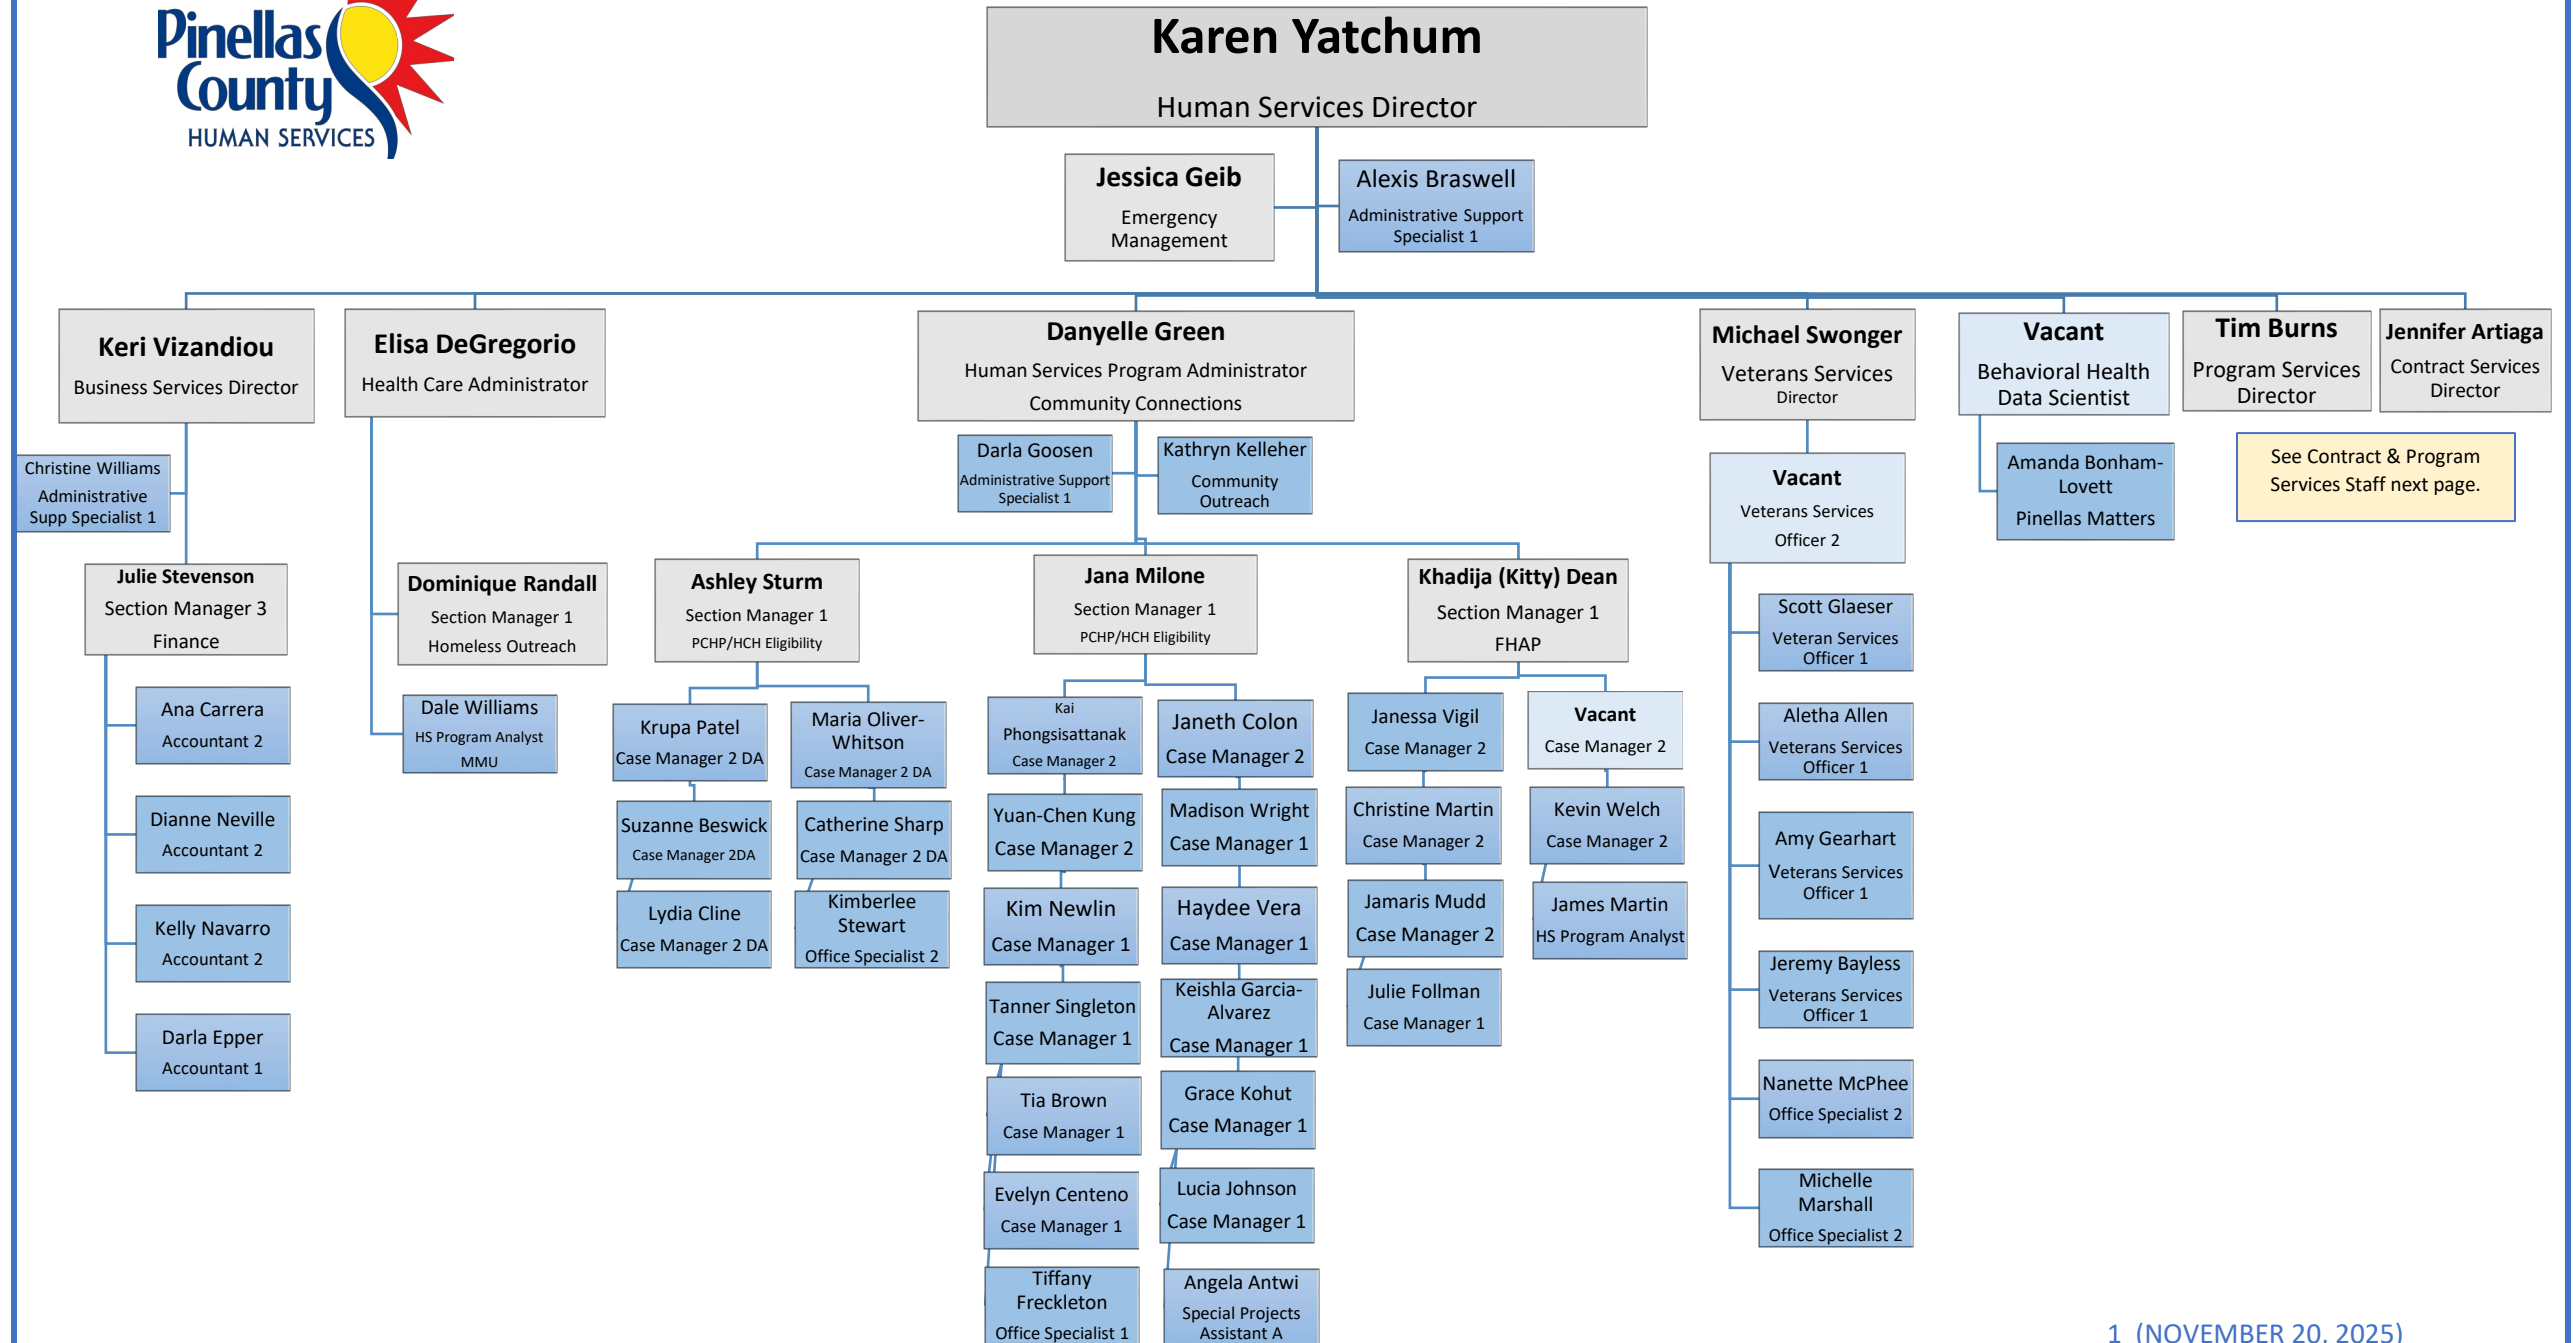 Pinellas
County
HUMAN SERVICES
Karen Yatchum
Human Services Director
Jessica Geib
Emergency
Management
Alexis Braswell
Administrative Support
Specialist 1
Keri Vizandiou
Business Services Director
Elisa DeGregorio
Health Care Administrator
Danyelle Green
Human Services Program Administrator
Community Connections
Michael Swonger
Veterans Services
Director
Vacant
Behavioral Health
Data Scientist
Tim Burns
Program Services
Director
Jennifer Artiaga
Contract Services
Director
Christine Williams
Administrative
Supp Specialist 1
Darla Goosen
Administrative Support
Specialist 1
Kathryn Kelleher
Community
Outreach
Vacant
Veterans Services
Officer 2
Amanda Bonham-
Lovett
Pinellas Matters
See Contract & Program
Services Staff next page.
Julie Stevenson
Section Manager 3
Finance
Dominique Randall
Section Manager 1
Homeless Outreach
Ashley Sturm
Section Manager 1
PCHP/HCH Eligibility
Jana Milone
Section Manager 1
PCHP/HCH Eligibility
Khadija (Kitty) Dean
Section Manager 1
FHAP
Ana Carrera
Accountant 2
Dianne Neville
Accountant 2
Kelly Navarro
Accountant 2
Darla Epper
Accountant 1
Dale Williams
HS Program Analyst
MMU
Krupa Patel
Case Manager 2 DA
Suzanne Beswick
Case Manager 2DA
Lydia Cline
Case Manager 2 DA
Maria Oliver-
Whitson
Case Manager 2 DA
Catherine Sharp
Case Manager 2 DA
Kimberlee
Stewart
Office Specialist 2
Kai
Phongsisattanak
Case Manager 2
Yuan-Chen Kung
Case Manager 2
Kim Newlin
Case Manager 1
Tanner Singleton
Case Manager 1
Tia Brown
Case Manager 1
Evelyn Centeno
Case Manager 1
Tiffany
Freckleton
Office Specialist 1
Janeth Colon
Case Manager 2
Madison Wright
Case Manager 1
Haydee Vera
Case Manager 1
Keishla Garcia-
Alvarez
Case Manager 1
Grace Kohut
Case Manager 1
Lucia Johnson
Case Manager 1
Angela Antwi
Special Projects
Assistant A
Janessa Vigil
Case Manager 2
Christine Martin
Case Manager 2
Jamaris Mudd
Case Manager 2
Julie Follman
Case Manager 1
Vacant
Case Manager 2
Kevin Welch
Case Manager 2
James Martin
HS Program Analyst
Scott Glaeser
Veteran Services
Officer 1
Aletha Allen
Veterans Services
Officer 1
Amy Gearhart
Veterans Services
Officer 1
Jeremy Bayless
Veterans Services
Officer 1
Nanette McPhee
Office Specialist 2
Michelle
Marshall
Office Specialist 2
1 (NOVEMBER 20, 2025)